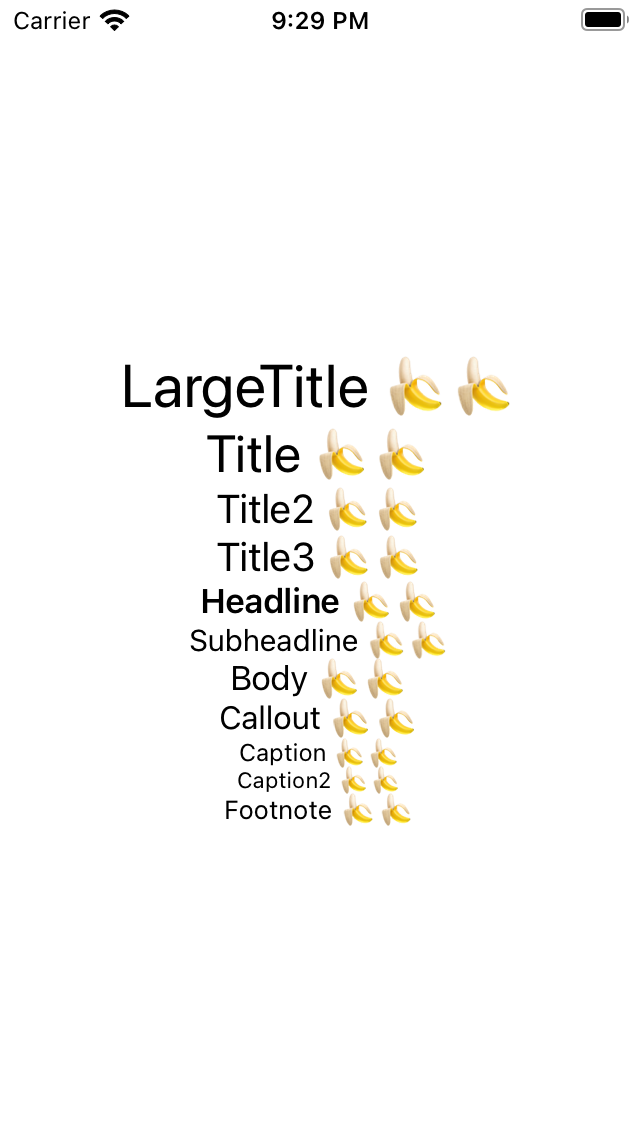 Carrier 9:29 PM
LargeTitle 🍌🍌
Title 🍌🍌
Title2 🍌🍌
Title3 🍌🍌
Headline 🍌🍌
Subheadline 🍌🍌
Body 🍌🍌
Callout 🍌🍌
Caption 🍌🍌
Caption2 🍌🍌
Footnote 🍌🍌